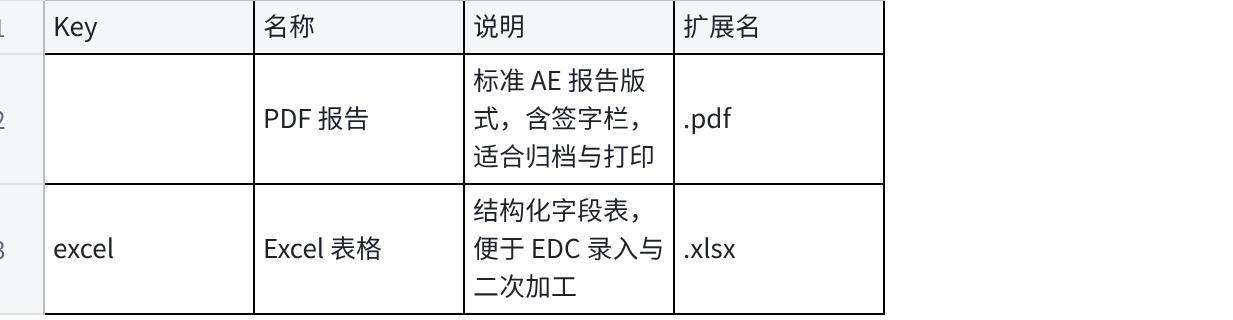 1 Key 名称 说明 扩展名
2 PDF 报告 标准 AE 报告版 .pdf
式，含签字栏，
适合归档与打印
3 excel Excel 表格 结构化字段表， .xlsx
便于 EDC 录入与
二次加工